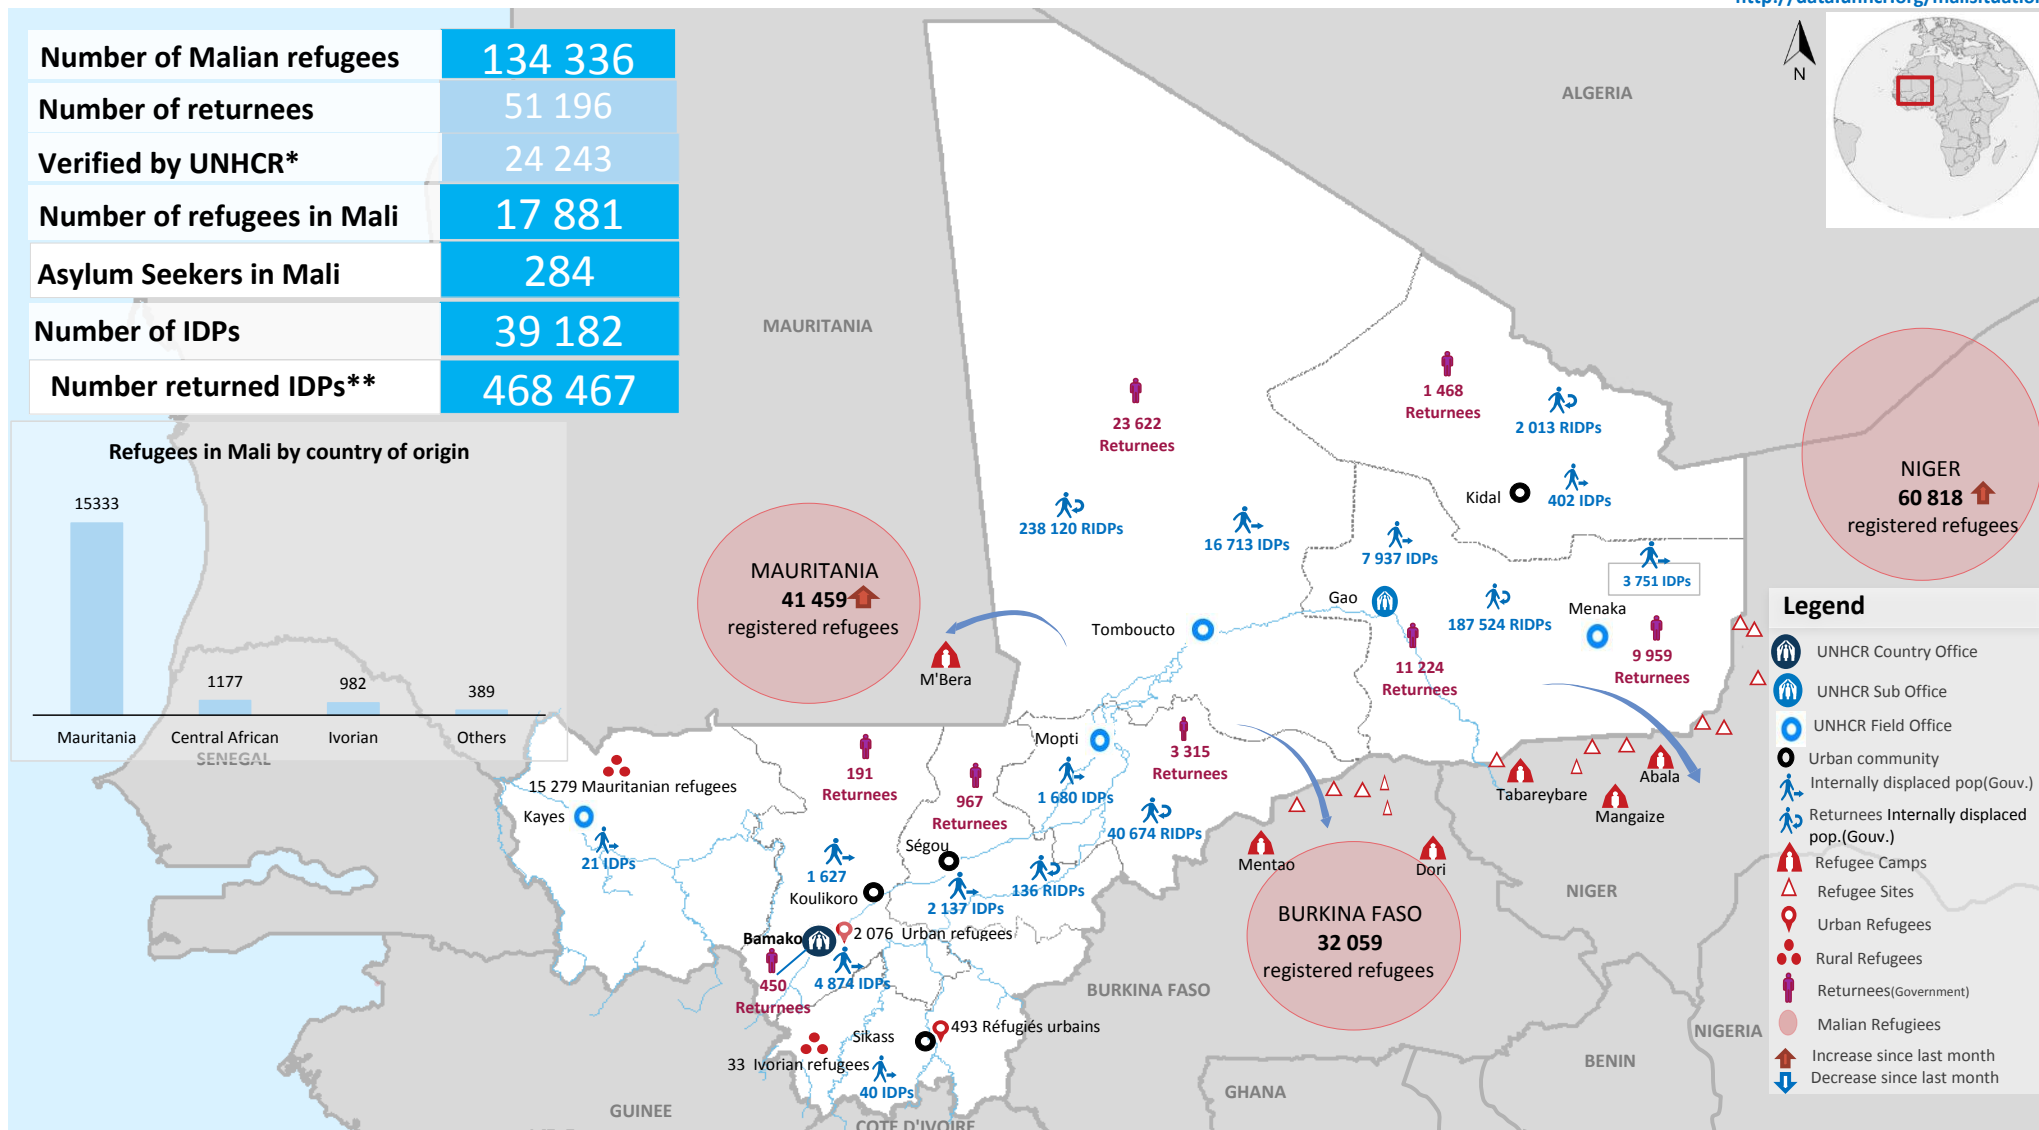 http://data.unhcr.org/malisituation
Number of Malian refugees 134 336
Number of returnees 51 196
Verified by UNHCR* 24 243
Number of refugees in Mali 17 881
Asylum Seekers in Mali 284
Number of IDPs 39 182
Number returned IDPs** 468 467
Refugees in Mali by country of origin
15333
1177
982
389
Mauritania
Central African
Ivorian
Others
SENEGAL
MAURITANIA
ALGERIA
N
23 622
Returnees
1 468
Returnees
2 013 RIDPs
Kidal
402 IDPs
238 120 RIDPs
16 713 IDPs
7 937 IDPs
3 751 IDPs
NIGER
60 818
registered refugees
MAURITANIA
41 459
registered refugees
M'Bera
Tomboucto
Gao
187 524 RIDPs
Menaka
11 224
Returnees
9 959
Returnees
Mopti
3 315
Returnees
1 680 IDPs
40 674 RIDPs
191
Returnees
967
Returnees
15 279 Mauritanian refugees
Kayes
21 IDPs
1 627
Koulikoro
Ségou
2 137 IDPs
136 RIDPs
Bamako
2 076 Urban refugees
450
Returnees
4 874 IDPs
Sikass
493 Réfugiés urbains
33 Ivorian refugees
40 IDPs
Tabareybare
Abala
Mangaize
Mentao
Dori
BURKINA FASO
32 059
registered refugees
BURKINA FASO
NIGER
NIGERIA
BENIN
GHANA
GUINEE
COTE D'IVOIRE
Legend
UNHCR Country Office
UNHCR Sub Office
UNHCR Field Office
Urban community
Internally displaced pop(Gouv.)
Returnees Internally displaced
pop.(Gouv.)
Refugee Camps
Refugee Sites
Urban Refugees
Rural Refugees
Returnees(Government)
Malian Refugiees
Increase since last month
Decrease since last month